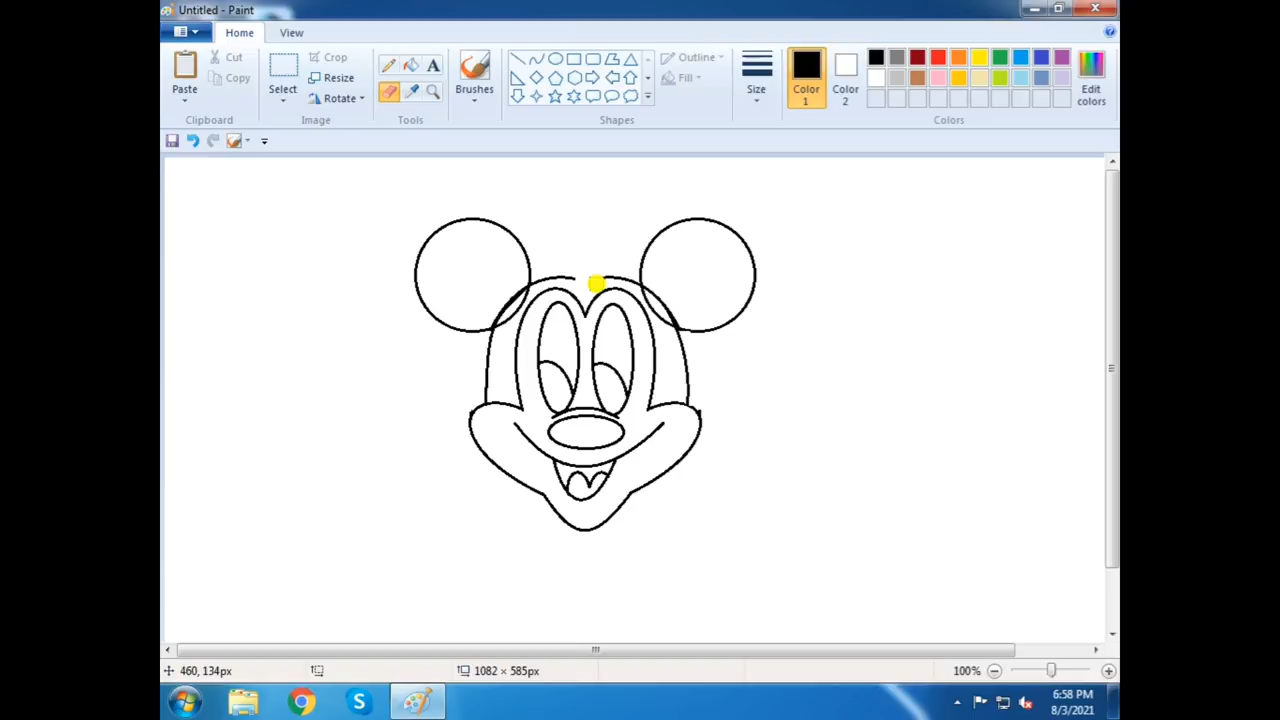 Untitled - Paint
Home View
Paste
Cut
Copy
Clipboard
Select
Crop
Resize
Rotate
Image
A
Tools
Brushes
Shapes
Outline
Fill
Size
Color 1
Color 2
Edit colors
Colors
460, 134px
1082 × 585px
100%
S
6:58 PM
8/3/2021